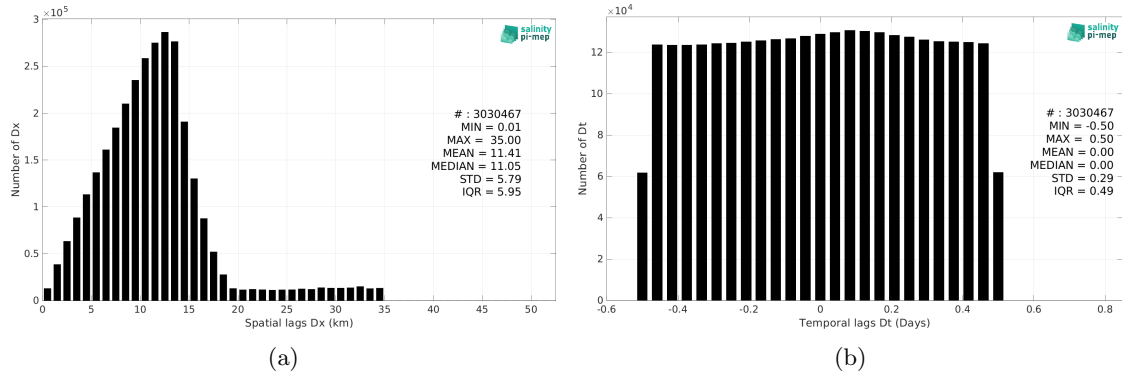 ×10⁵
3
2.5
2
1.5
1
0.5
0
Number of Dx
salinity
pi-mep
# : 3030467
MIN = 0.01
MAX = 35.00
MEAN = 11.41
MEDIAN = 11.05
STD = 5.79
IQR = 5.95
0 5 10 15 20 25 30 35 40 45 50
Spatial lags Dx (km)
(a)
×10⁴
12
10
8
6
4
2
0
Number of Dt
salinity
pi-mep
# : 3030467
MIN = -0.50
MAX = 0.50
MEAN = 0.00
MEDIAN = 0.00
STD = 0.29
IQR = 0.49
-0.6 -0.4 -0.2 0 0.2 0.4 0.6 0.8
Temporal lags Dt (Days)
(b)